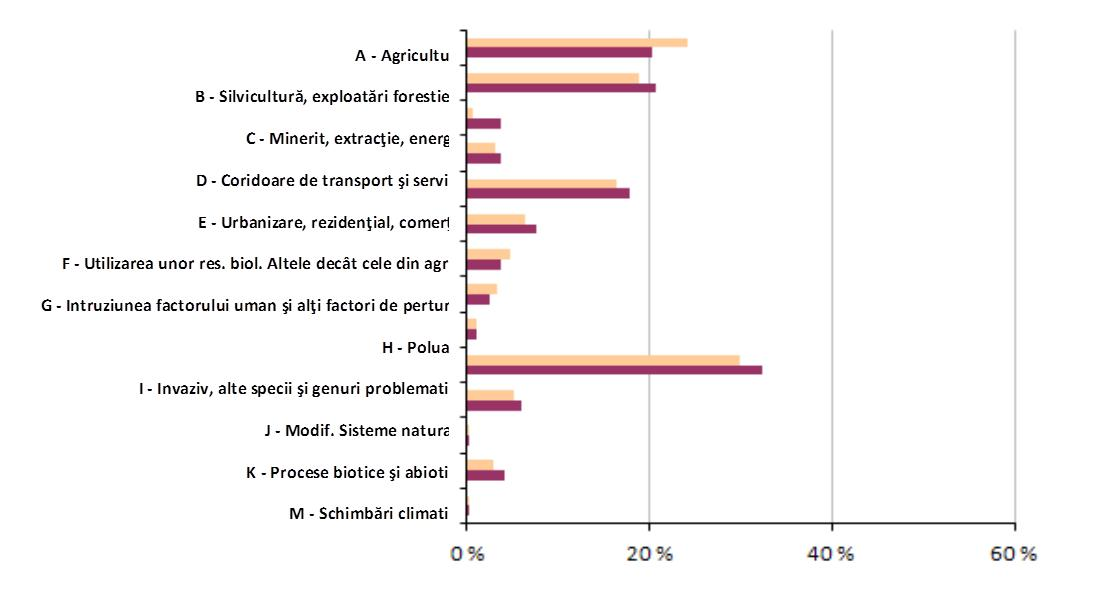 A - Agricultu
B - Silvicultură, exploatări forestie
C - Minerit, extracţie, energ
D - Coridoare de transport şi servi
E - Urbanizare, rezidenţial, comerţ
F - Utilizarea unor res. biol. Altele decât cele din agr
G - Intruziunea factorului uman şi alţi factori de pertur
H - Polua
I - Invaziv, alte specii şi genuri problemati
J - Modif. Sisteme natura
K - Procese biotice şi abioti
M - Schimbări climati
0 % 20 % 40 % 60 %